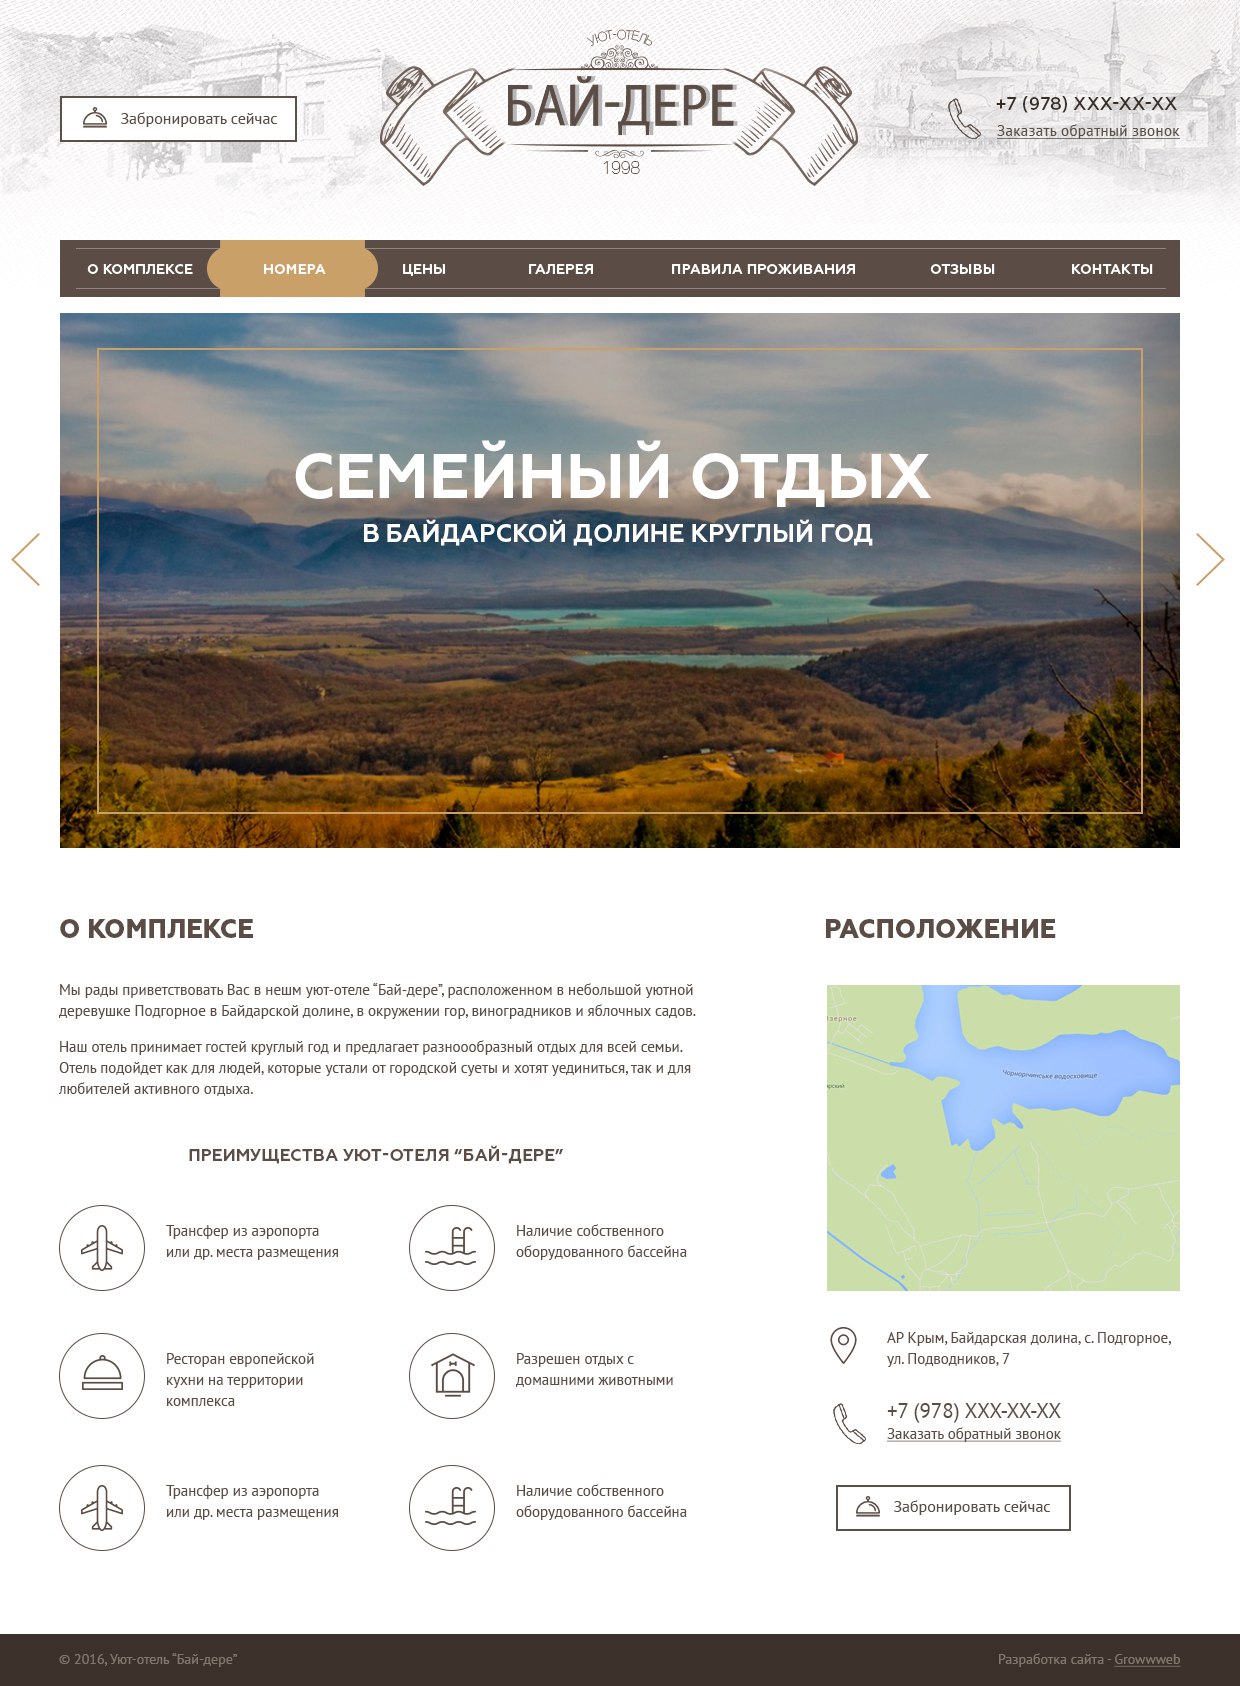 УЮТ-ОТЕЛЬ
БАЙ-ДЕРЕ
1998
Забронировать сейчас
+7 (978) XXX-XX-XX
Заказать обратный звонок
О КОМПЛЕКСЕ НОМЕРА ЦЕНЫ ГАЛЕРЕЯ ПРАВИЛА ПРОЖИВАНИЯ ОТЗЫВЫ КОНТАКТЫ
СЕМЕЙНЫЙ ОТДЫХ
В БАЙДАРСКОЙ ДОЛИНЕ КРУГЛЫЙ ГОД
О КОМПЛЕКСЕ
Мы рады приветствовать Вас в нешм уют-отеле “Бай-дере”, расположенном в небольшой уютной
деревушке Подгорное в Байдарской долине, в окружении гор, виноградников и яблочных садов.
Наш отель принимает гостей круглый год и предлагает разноообразный отдых для всей семьи.
Отель подойдет как для людей, которые устали от городской суеты и хотят уединиться, так и для
любителей активного отдыха.
ПРЕИМУЩЕСТВА УЮТ-ОТЕЛЯ “БАЙ-ДЕРЕ”
Трансфер из аэропорта
или др. места размещения
Наличие собственного
оборудованного бассейна
Ресторан европейской
кухни на территории
комплекса
Разрешен отдых с
домашними животными
Трансфер из аэропорта
или др. места размещения
Наличие собственного
оборудованного бассейна
РАСПОЛОЖЕНИЕ
Чорноріченське водосховище
АР Крым, Байдарская долина, с. Подгорное,
ул. Подводников, 7
+7 (978) XXX-XX-XX
Заказать обратный звонок
Забронировать сейчас
© 2016, Уют-отель “Бай-дере”
Разработка сайта - Growwweb